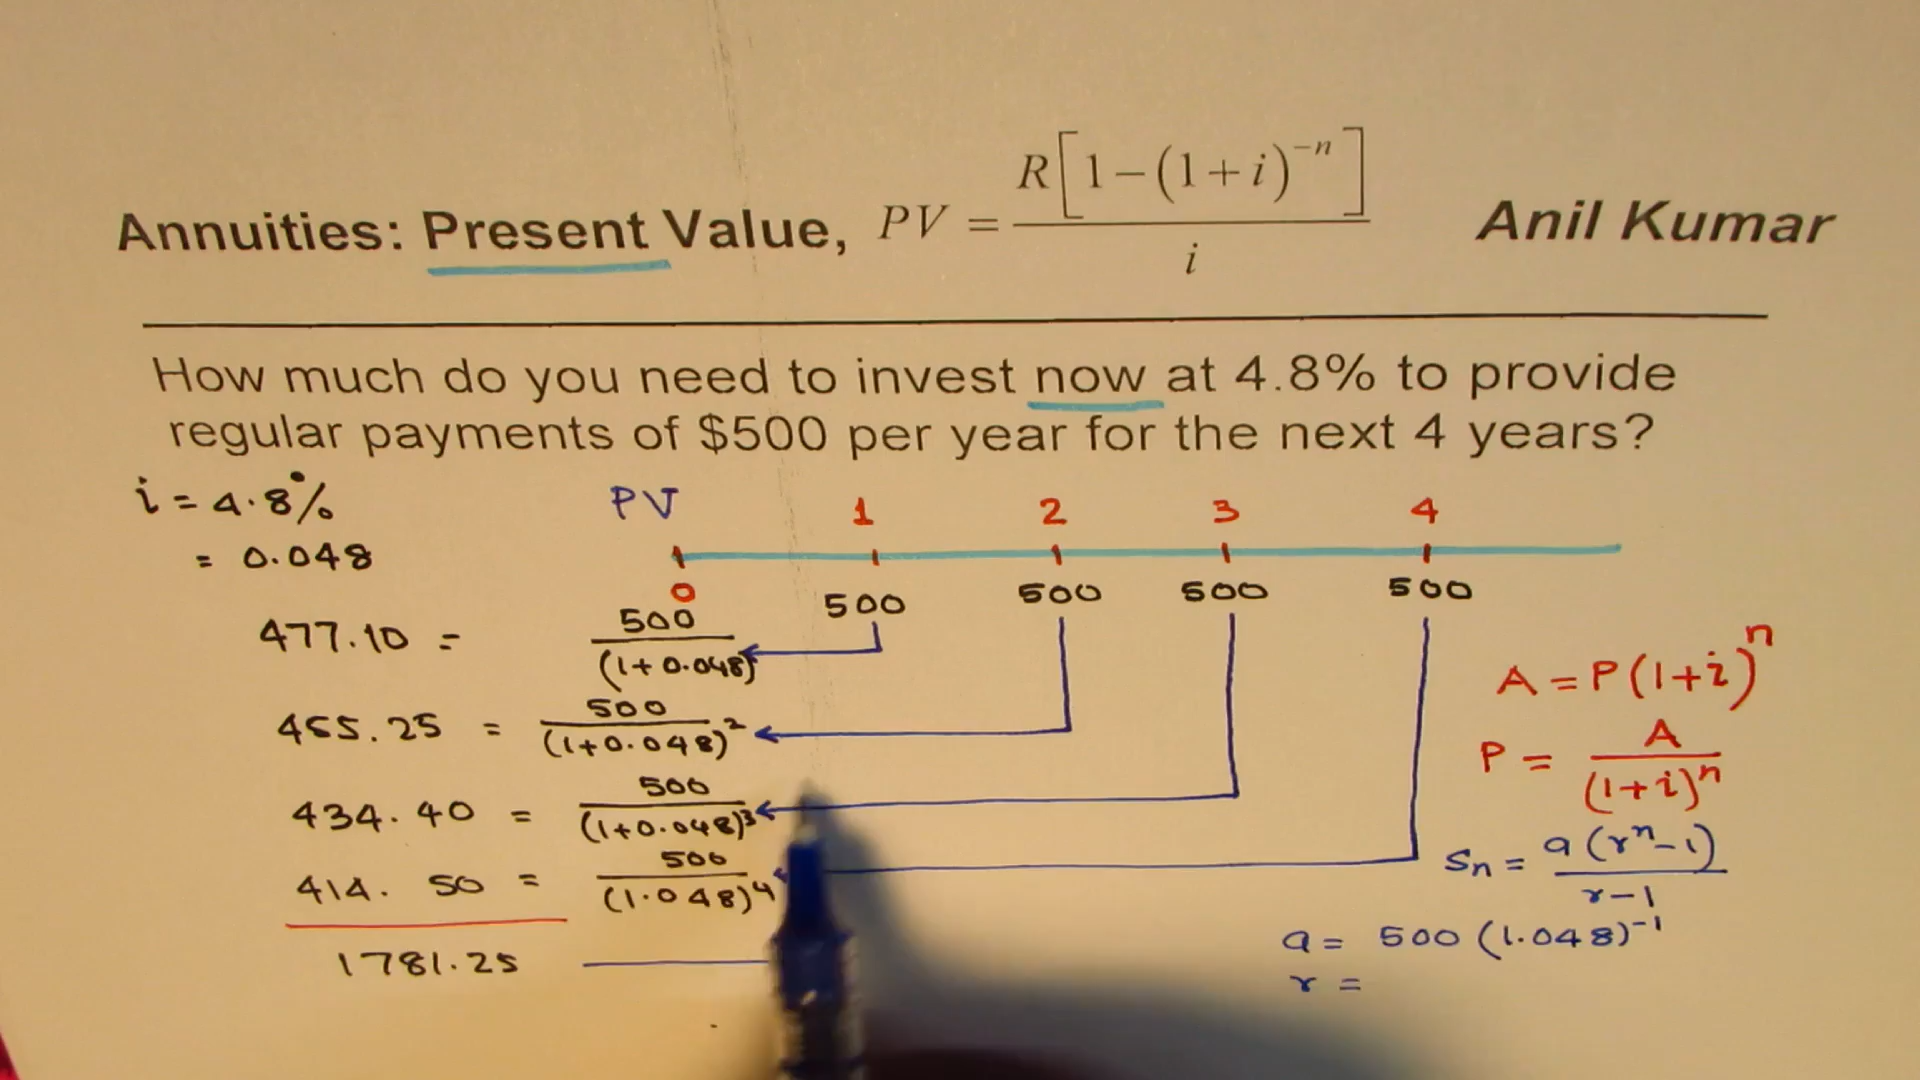 Annuities: Present Value, PV = R[1-(1+i)^-n] / i Anil Kumar
How much do you need to invest now at 4.8% to provide
regular payments of $500 per year for the next 4 years?
i = 4.8%
= 0.048
PV 1 2 3 4
0
500 500 500 500
477.10 = 500 / (1+0.048)
455.25 = 500 / (1+0.048)^2
434.40 = 500 / (1+0.048)^3
414.50 = 500 / (1.048)^4
1781.25
A = P(1+i)^n
P = A / (1+i)^n
Sn = a(r^n-1) / r-1
a = 500(1.048)^-1
r =